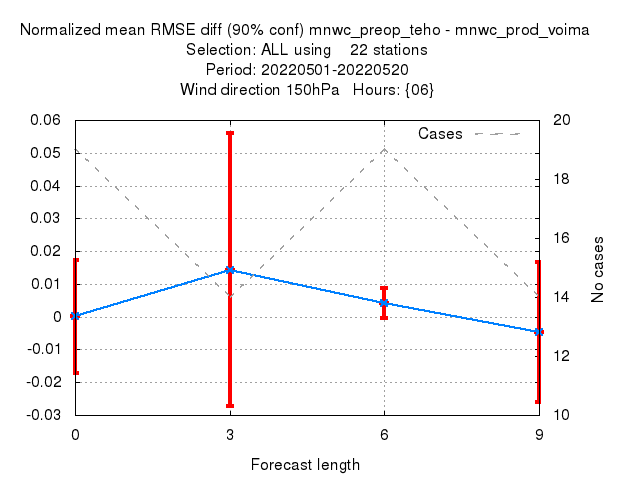 Normalized mean RMSE diff (90% conf) mnwc_preop_teho - mnwc_prod_voima
Selection: ALL using    22 stations
Period: 20220501-20220520
Wind direction 150hPa   Hours: {06}
0.06
0.05
0.04
0.03
0.02
0.01
0
-0.01
-0.02
-0.03
Cases
20
18
16
14
12
10
No cases
0 3 6 9
Forecast length